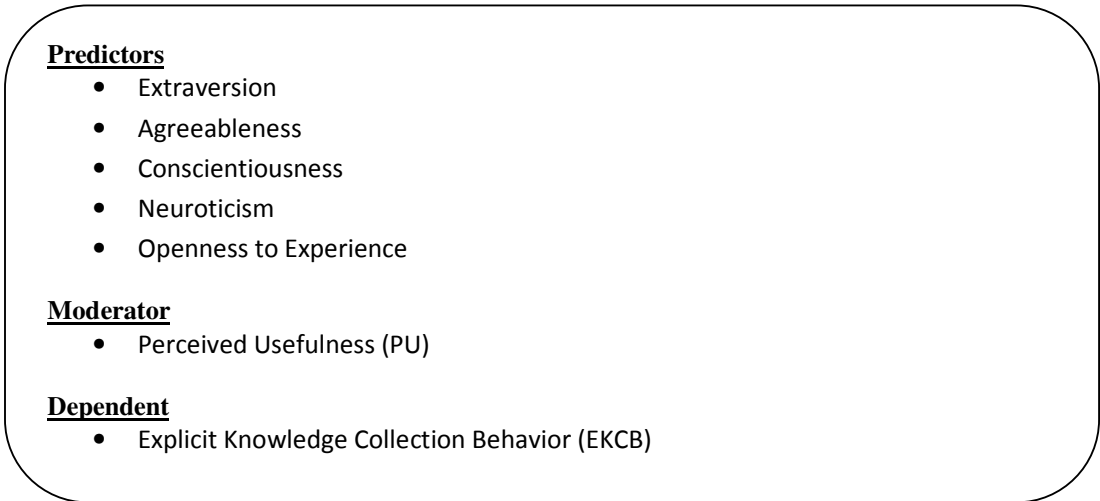 Predictors
• Extraversion
• Agreeableness
• Conscientiousness
• Neuroticism
• Openness to Experience
Moderator
• Perceived Usefulness (PU)
Dependent
• Explicit Knowledge Collection Behavior (EKCB)